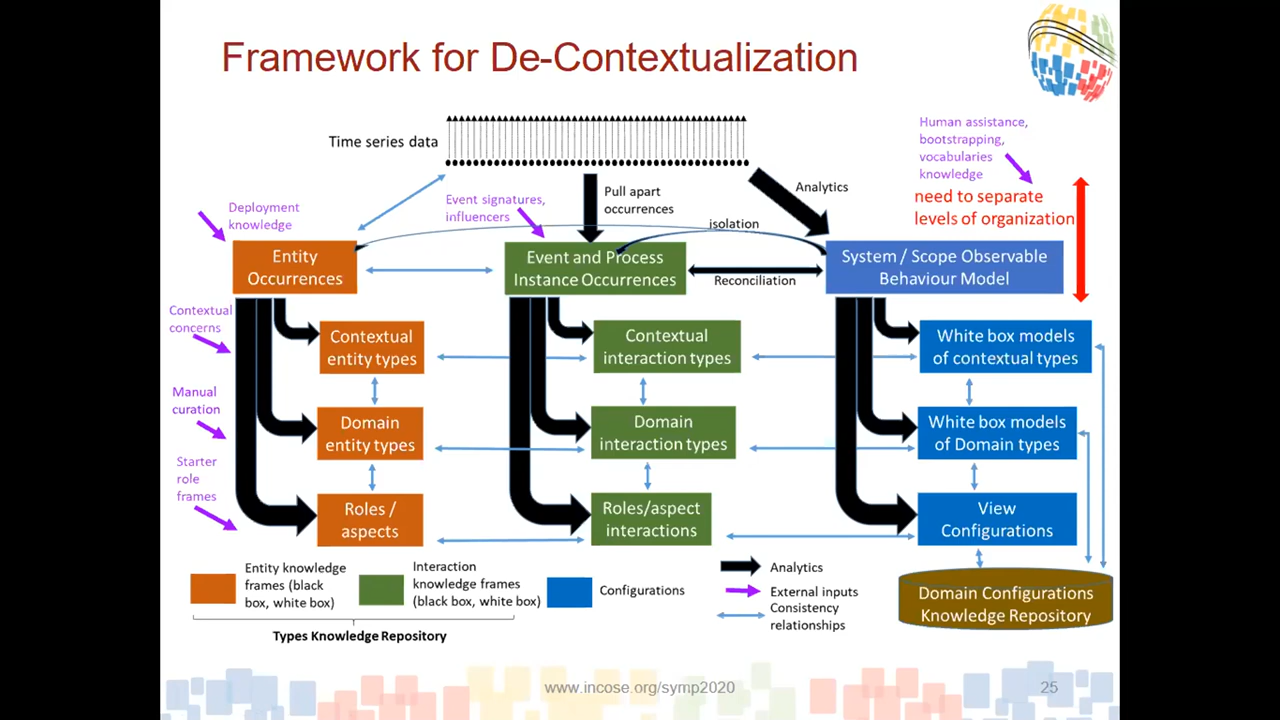 Framework for De-Contextualization
Time series data
Human assistance,
bootstrapping,
vocabularies
knowledge
need to separate
levels of organization
Pull apart
occurrences
Analytics
Event signatures,
influencers
isolation
Deployment
knowledge
Entity
Occurrences
Event and Process
Instance Occurrences
Reconciliation
System / Scope Observable
Behaviour Model
Contextual
concerns
Contextual
entity types
Contextual
interaction types
White box models
of contextual types
Manual
curation
Domain
entity types
Domain
interaction types
White box models
of Domain types
Starter
role
frames
Roles /
aspects
Roles/aspect
interactions
View
Configurations
Entity knowledge
frames (black
box, white box)
Interaction
knowledge frames
(black box, white box)
Configurations
Types Knowledge Repository
Analytics
External inputs
Consistency
relationships
Domain Configurations
Knowledge Repository
www.incose.org/symp2020
25